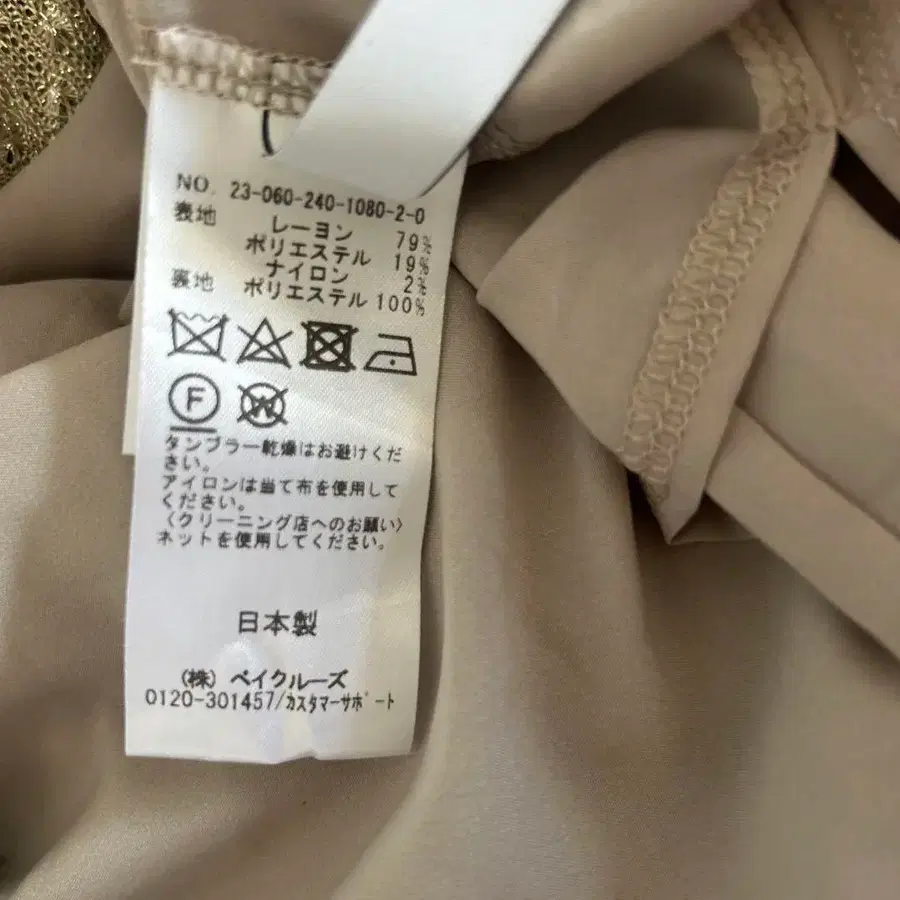 NO. 23-060-240-1080-2-0
表地 レーヨン 79%
ポリエステル 19%
ナイロン 2%
裏地 ポリエステル 100%
F W
タンブラー乾燥はお避けくだ
さい。
アイロンは当て布を使用して
ください。
〈クリーニング店へのお願い〉
ネットを使用してください。
日本製
(株) ベイクルーズ
0120-301457/カスタマーサポート